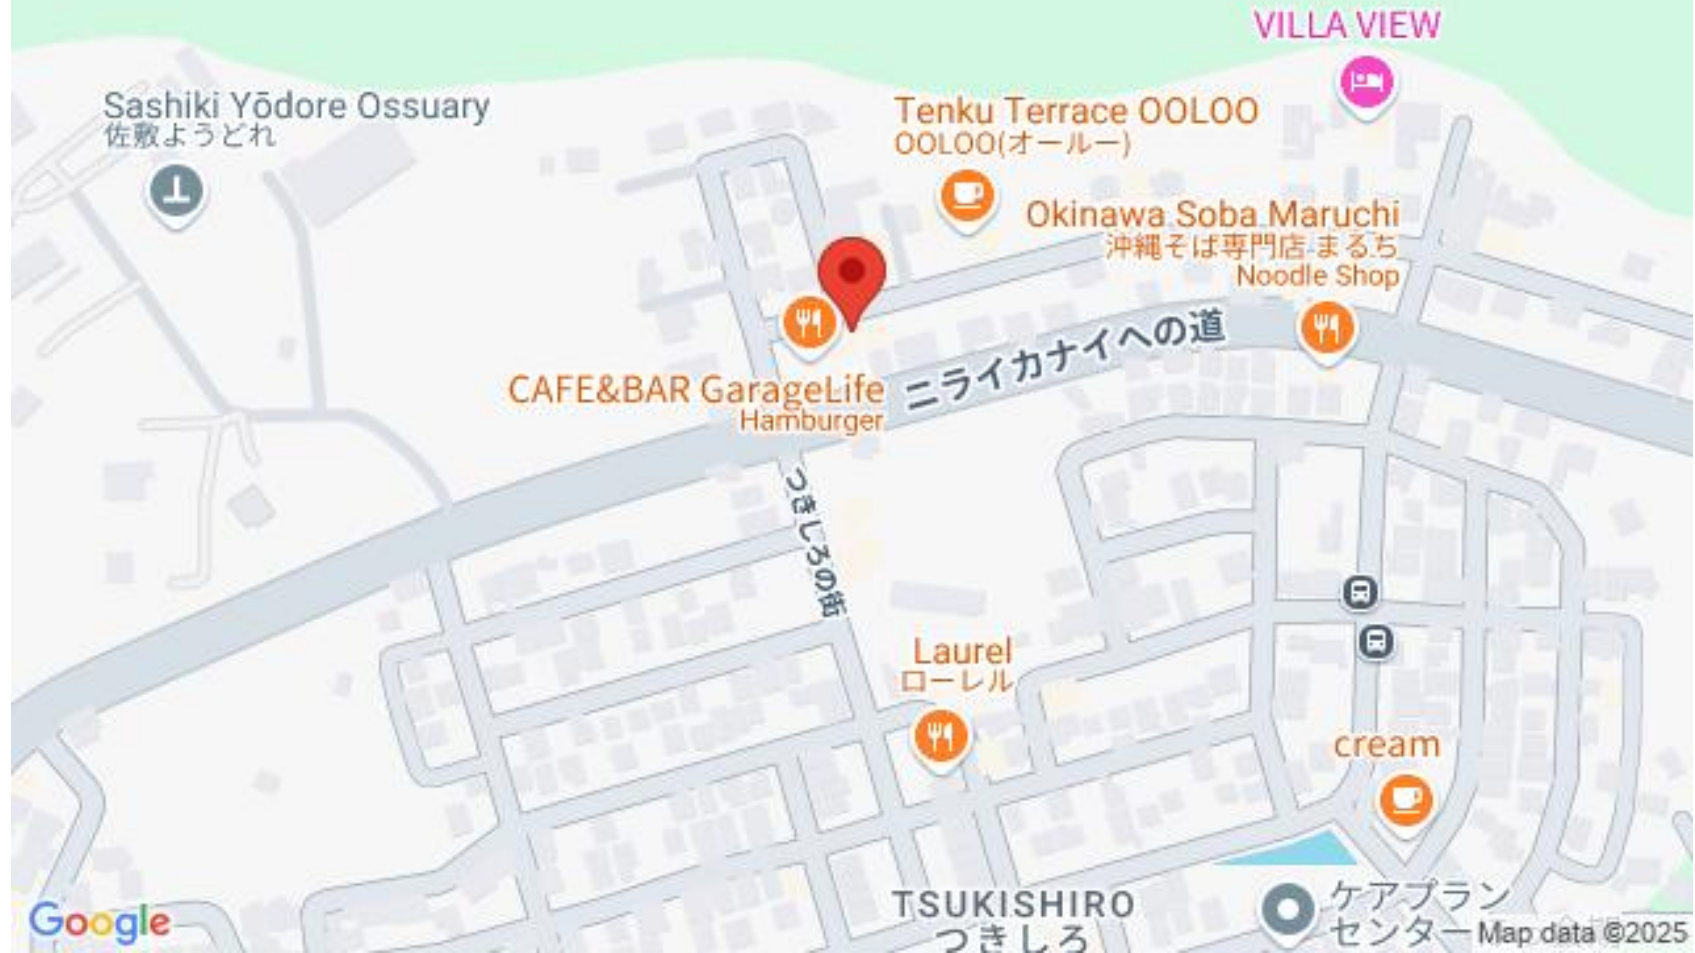 VILLA VIEW
Sashiki Yōdore Ossuary
佐敷ようどれ
Tenku Terrace OOLOO
OOLOO(オールー)
Okinawa Soba Maruchi
沖縄そば専門店 まるち
Noodle Shop
ニライカナイへの道
CAFE&BAR GarageLife
Hamburger
つきしろの街
Laurel
ローレル
cream
TSUKISHIRO
つきしろ
ケアプラン
センター
Google
Map data ©2025